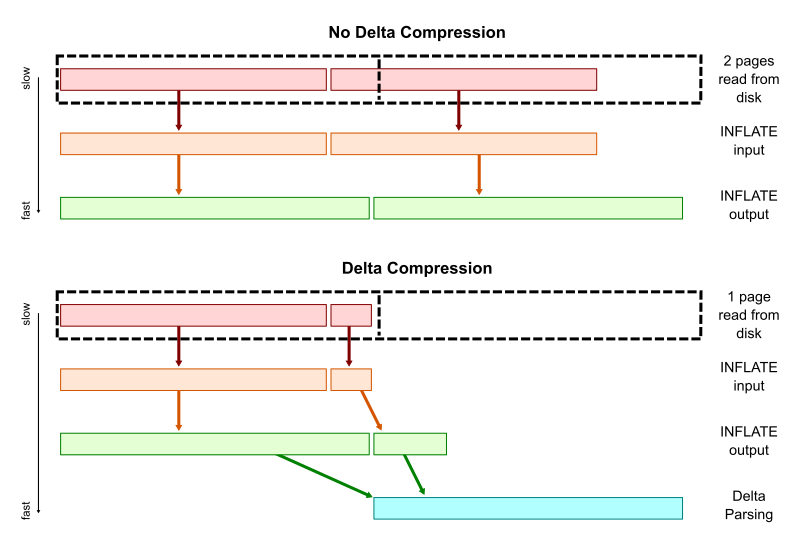 No Delta Compression
slow
2 pages
read from
disk
INFLATE
input
fast
INFLATE
output
Delta Compression
slow
1 page
read from
disk
INFLATE
input
INFLATE
output
fast
Delta
Parsing